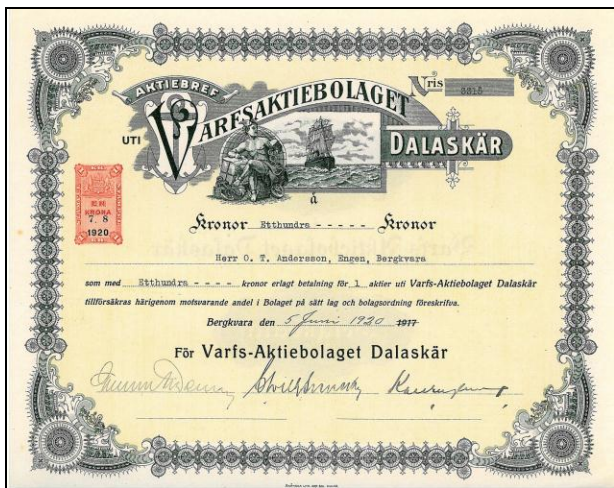 AKTIEBREF
Nris
UTI VARFSAKTIEBOLAGET
DALASKÄR
EN
KRONA
7. 8
1920
å
Kronor Etthundra - - - - - Kronor
Herr O. T. Andersson, Engen, Bergkvara
som med Etthundra - - - - kronor erlagt betalning för 1 aktier uti Varfs-Aktiebolaget Dalaskär
tillförsäkras härigenom motsvarande andel i Bolaget på sätt lag och bolagsordning föreskrifva.
Bergkvara den 5 Juni 1920 1917
För Varfs-Aktiebolaget Dalaskär